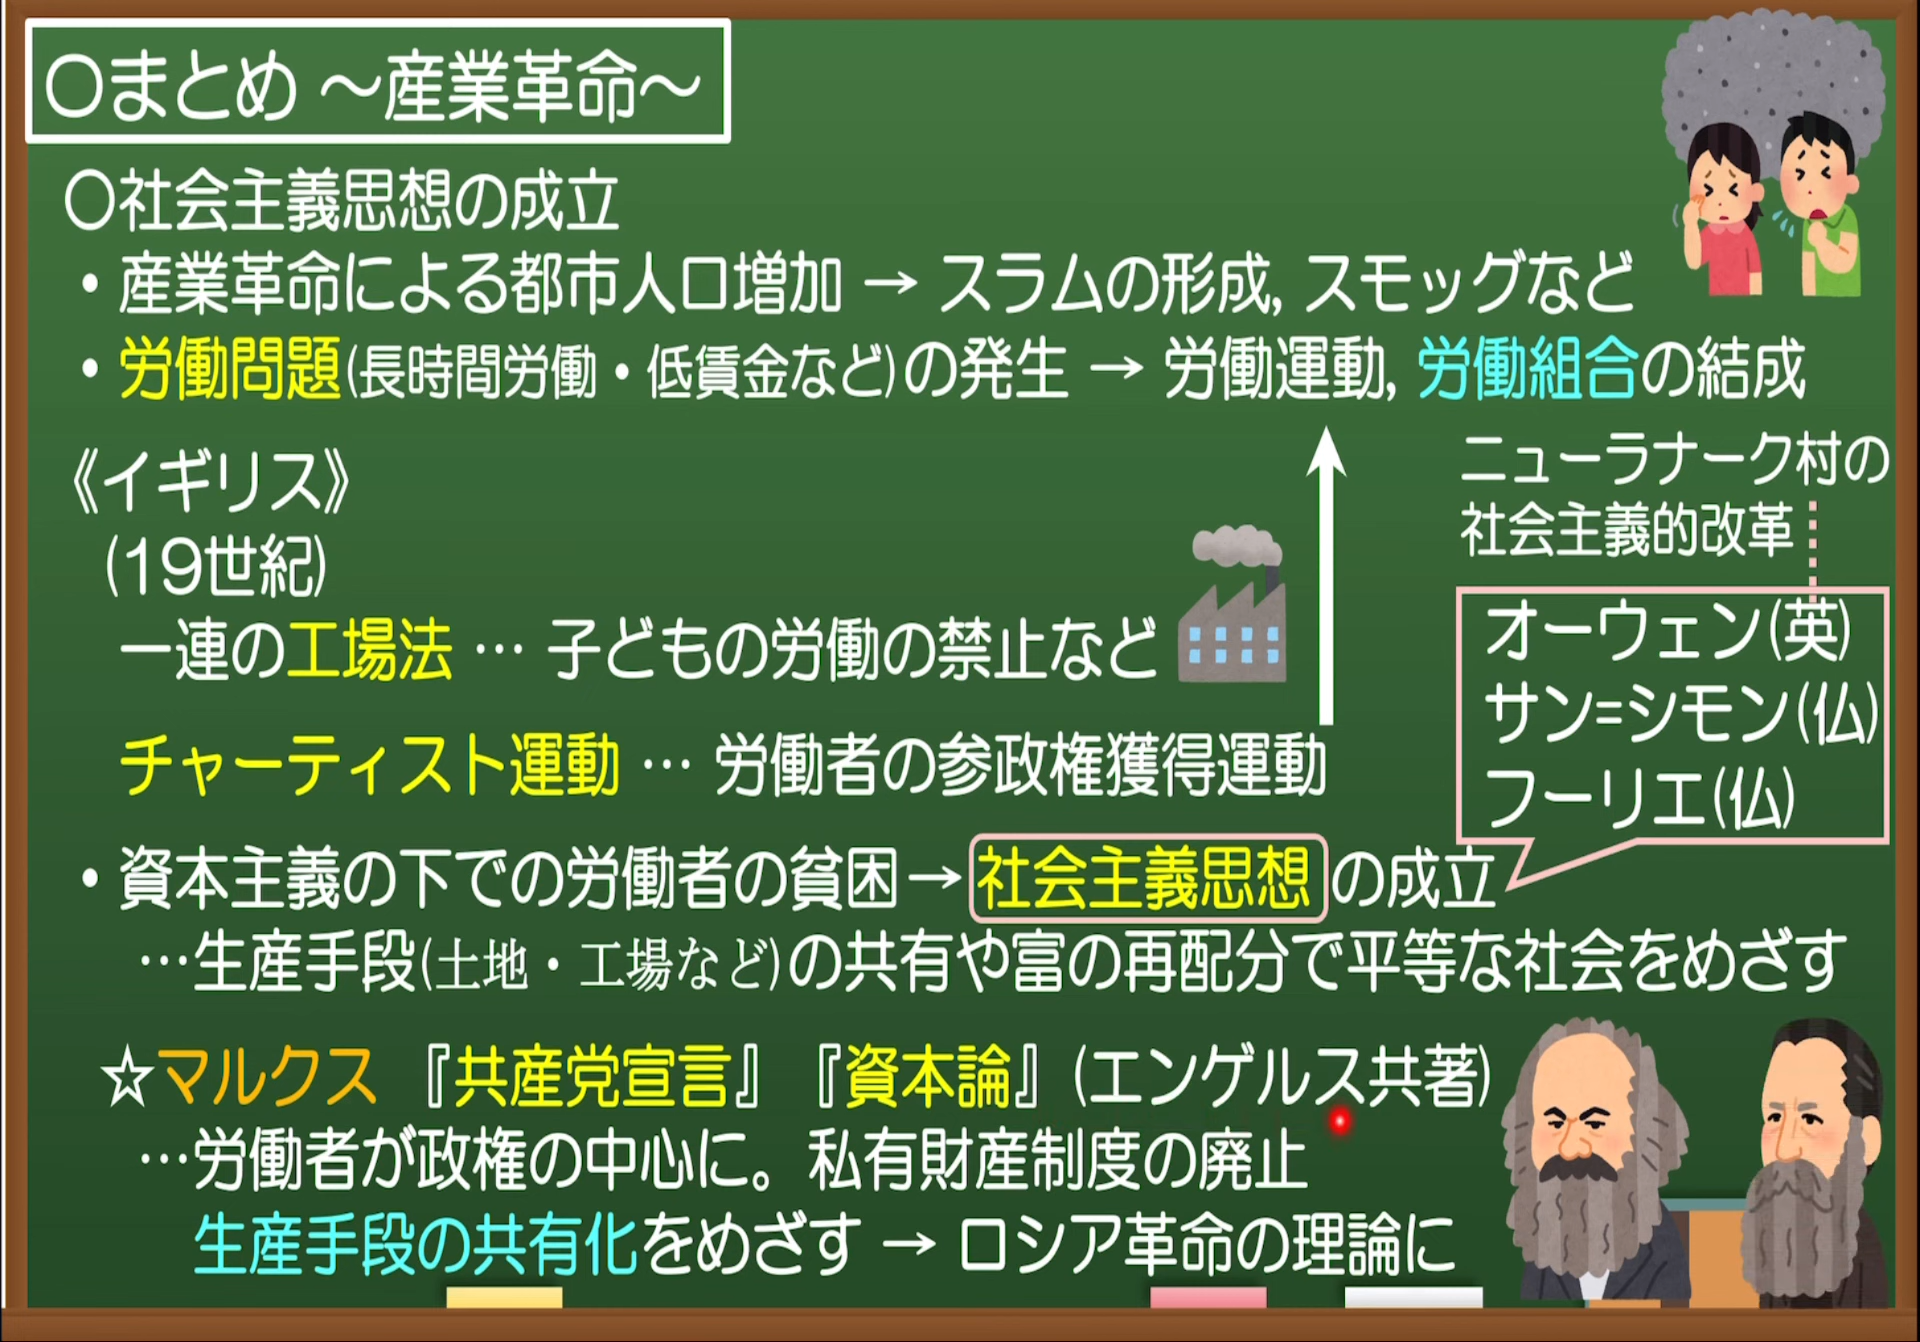 〇まとめ ～産業革命～
〇社会主義思想の成立
・産業革命による都市人口増加 → スラムの形成, スモッグなど
・労働問題(長時間労働・低賃金など)の発生 → 労働運動, 労働組合の結成
《イギリス》
(19世紀)
一連の工場法 … 子どもの労働の禁止など
チャーティスト運動 … 労働者の参政権獲得運動
ニューラナーク村の
社会主義的改革
オーウェン(英)
サン=シモン(仏)
フーリエ(仏)
・資本主義の下での労働者の貧困→社会主義思想の成立
…生産手段(土地・工場など)の共有や富の再配分で平等な社会をめざす
☆マルクス 『共産党宣言』 『資本論』 (エンゲルス共著)
…労働者が政権の中心に。私有財産制度の廃止
生産手段の共有化をめざす → ロシア革命の理論に